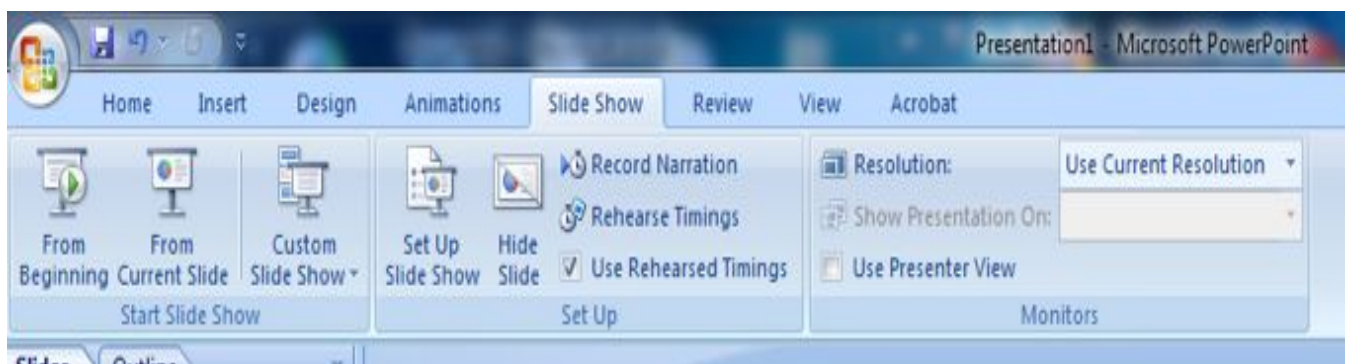 Presentation1 - Microsoft PowerPoint
Home Insert Design Animations Slide Show Review View Acrobat
From Beginning
From Current Slide
Custom Slide Show
Set Up Slide Show
Hide Slide
Record Narration
Rehearse Timings
Use Rehearsed Timings
Resolution: Use Current Resolution
Show Presentation On:
Use Presenter View
Start Slide Show Set Up Monitors
Slides Outline